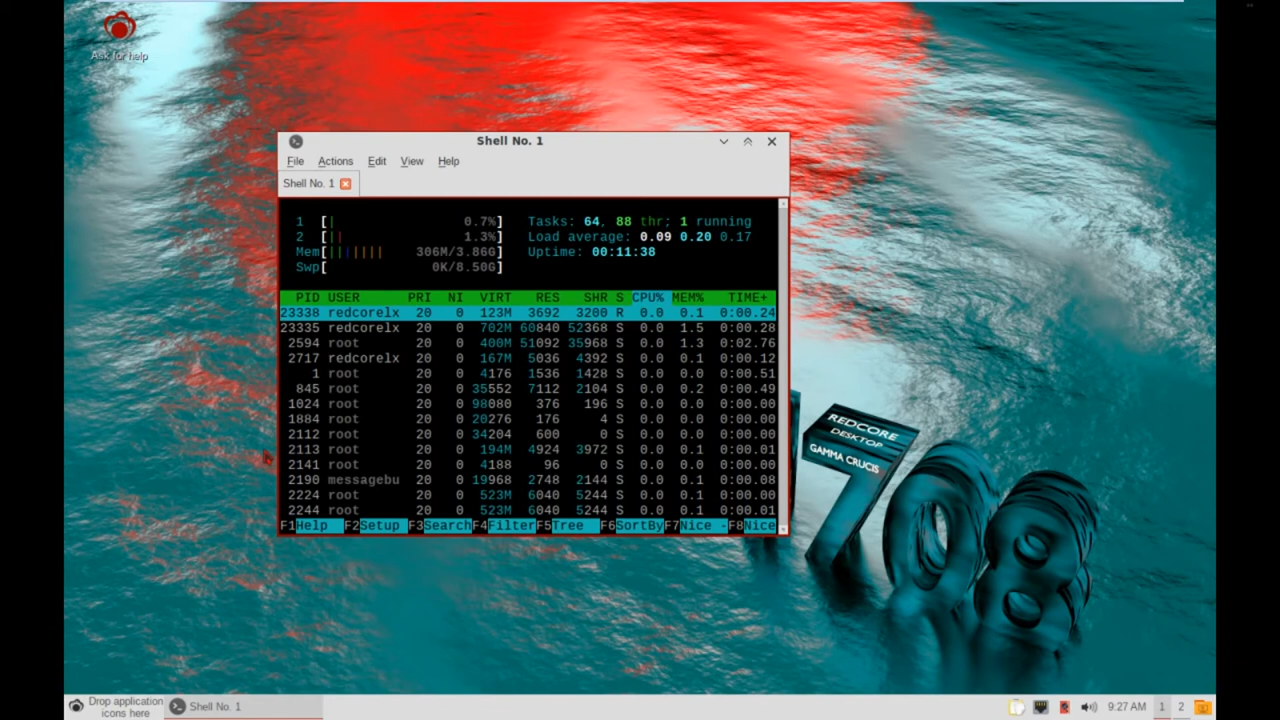 Ask for help
Shell No. 1
File Actions Edit View Help
Shell No. 1
1 [| 0.7%] Tasks: 64, 88 thr; 1 running
2 [|| 1.3%] Load average: 0.09 0.20 0.17
Mem[||||||| 306M/3.86G] Uptime: 00:11:38
Swp[ 0K/8.50G]
PID USER PRI NI VIRT RES SHR S CPU% MEM% TIME+
23338 redcorelx 20 0 123M 3692 3200 R 0.0 0.1 0:00.24
23335 redcorelx 20 0 702M 60840 52368 S 0.0 1.5 0:00.28
2594 root 20 0 400M 51092 35968 S 0.0 1.3 0:02.76
2717 redcorelx 20 0 167M 5036 4392 S 0.0 0.1 0:00.12
1 root 20 0 4176 1536 1428 S 0.0 0.0 0:00.51
845 root 20 0 35552 7112 2104 S 0.0 0.2 0:00.49
1024 root 20 0 98080 376 196 S 0.0 0.0 0:00.00
1884 root 20 0 20276 176 4 S 0.0 0.0 0:00.00
2112 root 20 0 34204 600 0 S 0.0 0.0 0:00.00
2113 root 20 0 194M 4924 3972 S 0.0 0.1 0:00.01
2141 root 20 0 4188 96 0 S 0.0 0.0 0:00.00
2190 messagebu 20 0 19968 2748 2144 S 0.0 0.1 0:00.08
2224 root 20 0 523M 6040 5244 S 0.0 0.1 0:00.00
2244 root 20 0 523M 6040 5244 S 0.0 0.1 0:00.01
F1Help F2Setup F3SearchF4FilterF5Tree F6SortByF7Nice -F8Nice
REDCORE
DESKTOP
GAMMA CRUCIS
1708
Drop application
icons here
Shell No. 1
9:27 AM 1 2